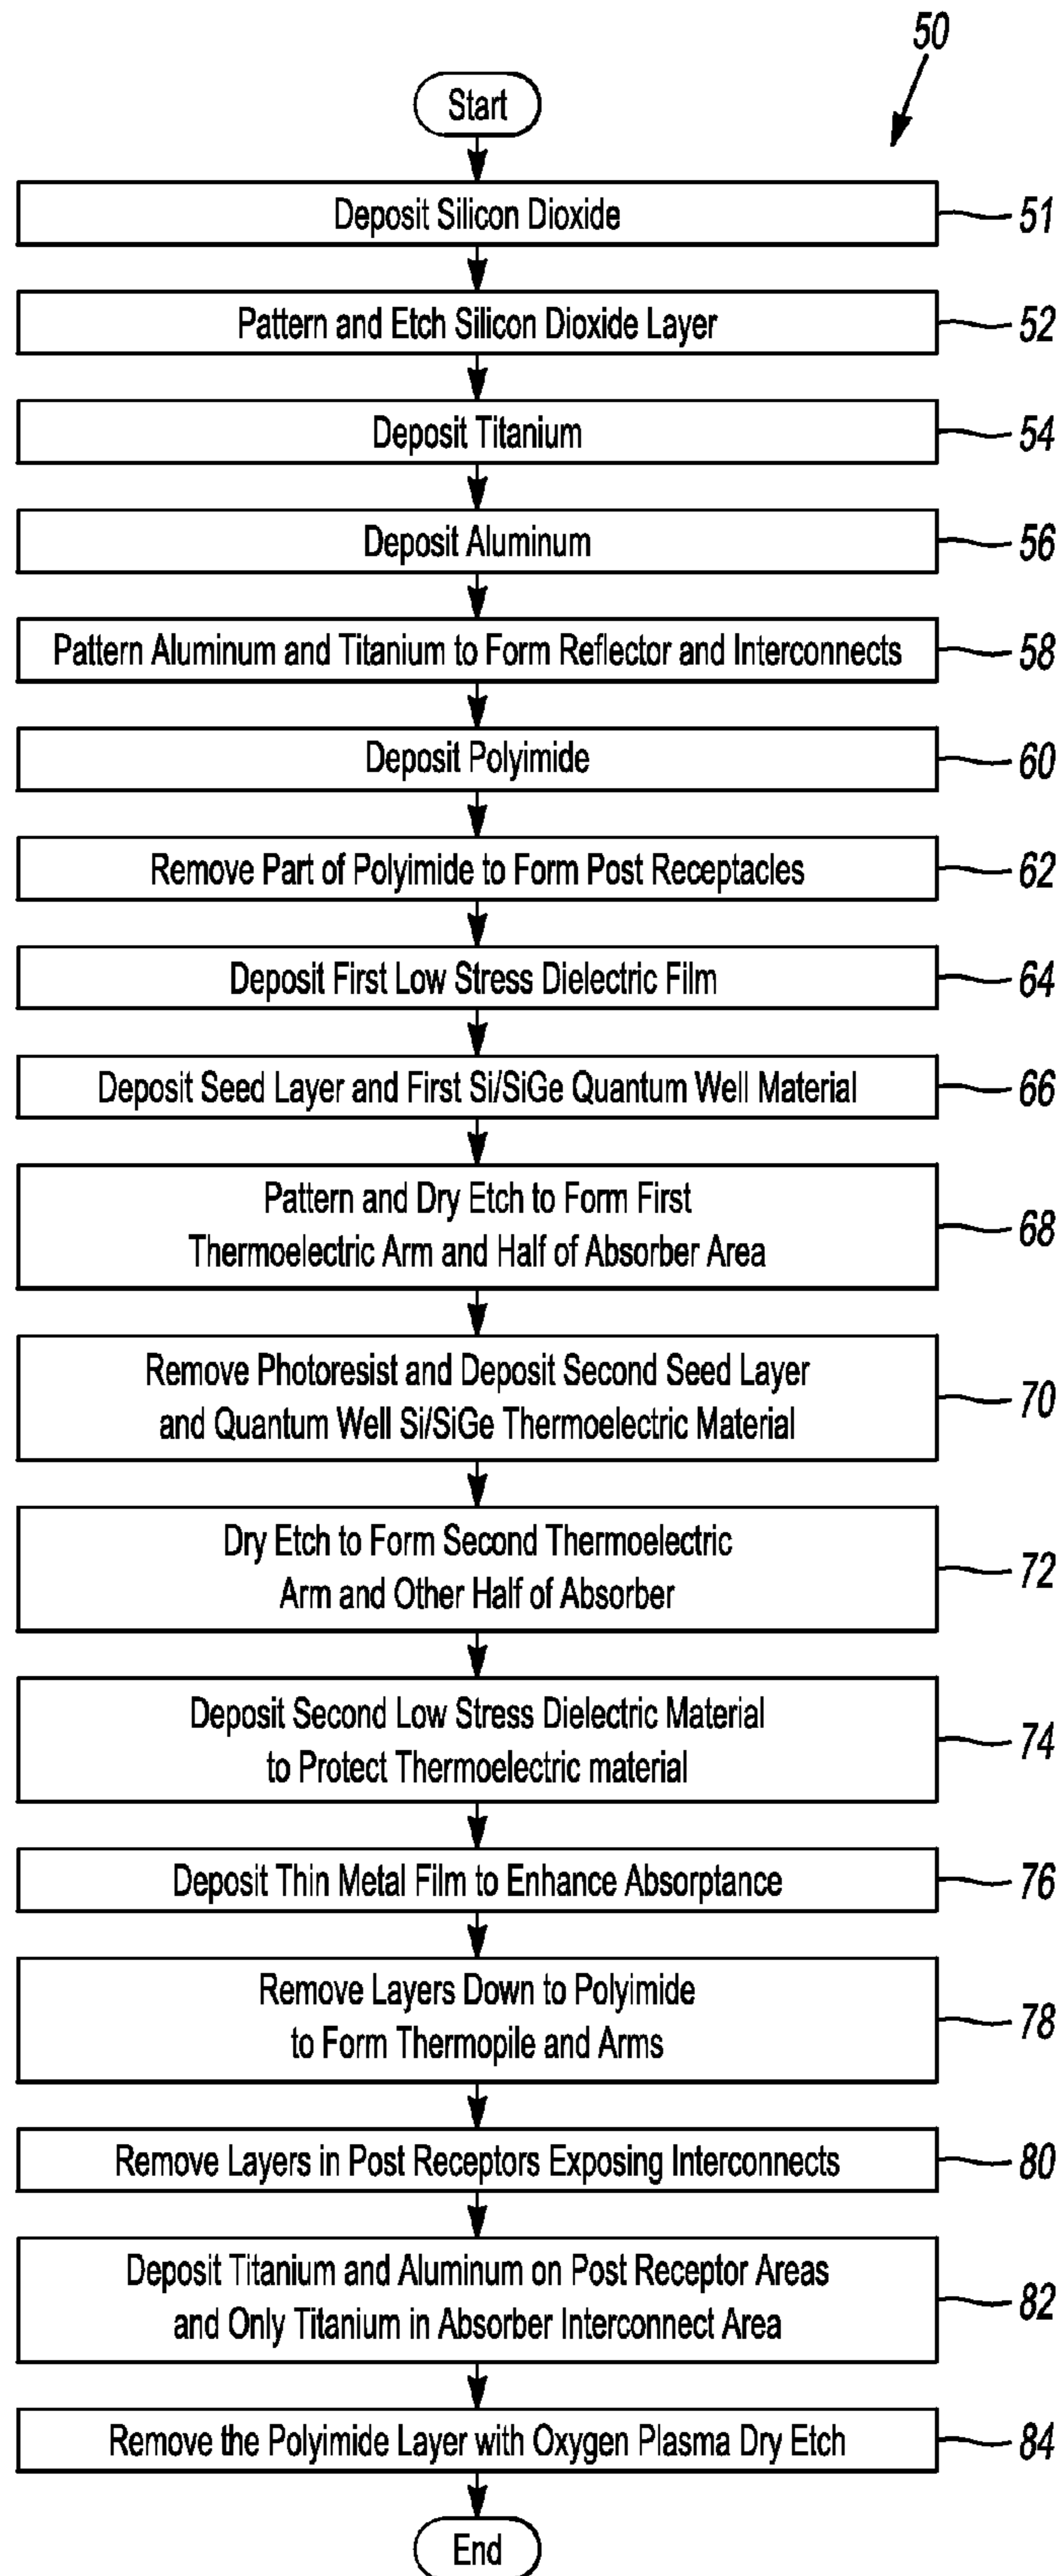 50
Start
Deposit Silicon Dioxide 51
Pattern and Etch Silicon Dioxide Layer 52
Deposit Titanium 54
Deposit Aluminum 56
Pattern Aluminum and Titanium to Form Reflector and Interconnects 58
Deposit Polyimide 60
Remove Part of Polyimide to Form Post Receptacles 62
Deposit First Low Stress Dielectric Film 64
Deposit Seed Layer and First Si/SiGe Quantum Well Material 66
Pattern and Dry Etch to Form First
Thermoelectric Arm and Half of Absorber Area 68
Remove Photoresist and Deposit Second Seed Layer
and Quantum Well Si/SiGe Thermoelectric Material 70
Dry Etch to Form Second Thermoelectric
Arm and Other Half of Absorber 72
Deposit Second Low Stress Dielectric Material
to Protect Thermoelectric material 74
Deposit Thin Metal Film to Enhance Absorptance 76
Remove Layers Down to Polyimide
to Form Thermopile and Arms 78
Remove Layers in Post Receptors Exposing Interconnects 80
Deposit Titanium and Aluminum on Post Receptor Areas
and Only Titanium in Absorber Interconnect Area 82
Remove the Polyimide Layer with Oxygen Plasma Dry Etch 84
End